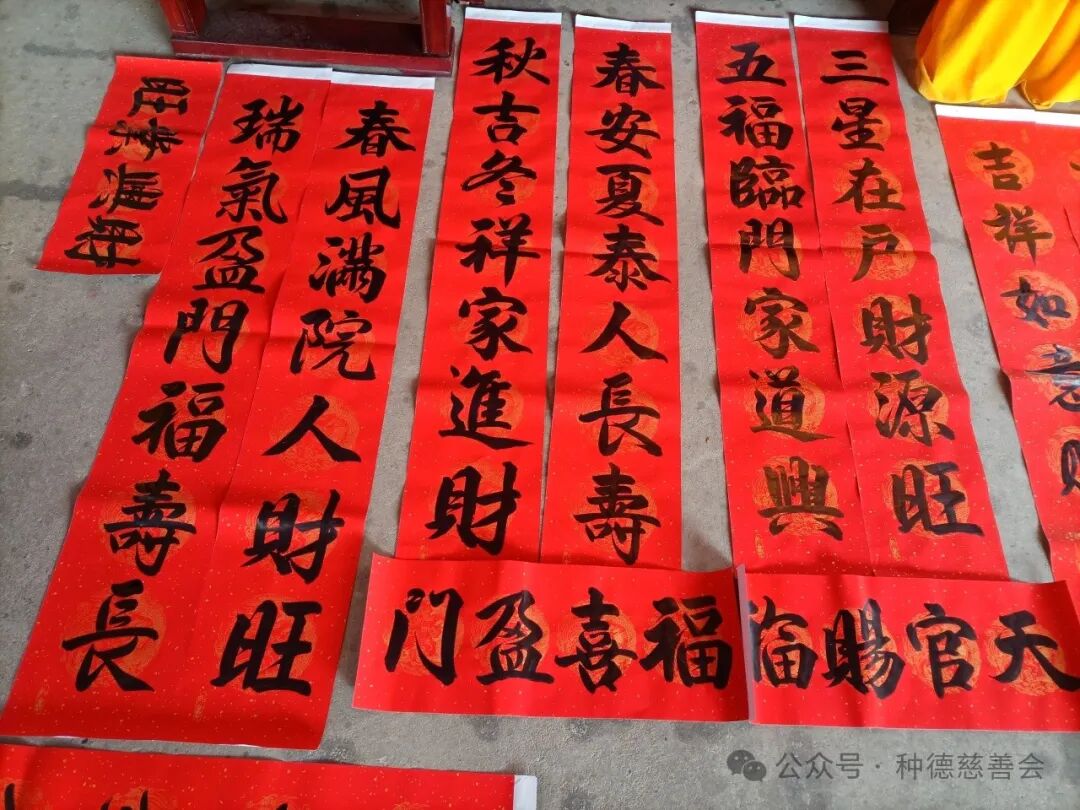 吉祥如意
三星在户財源旺
五福臨門家道興
天官賜福
春安夏泰人長壽
秋吉冬祥家進財
福喜盈门
春風滿院人財旺
瑞氣盈門福壽長
公众号 · 种德慈善会